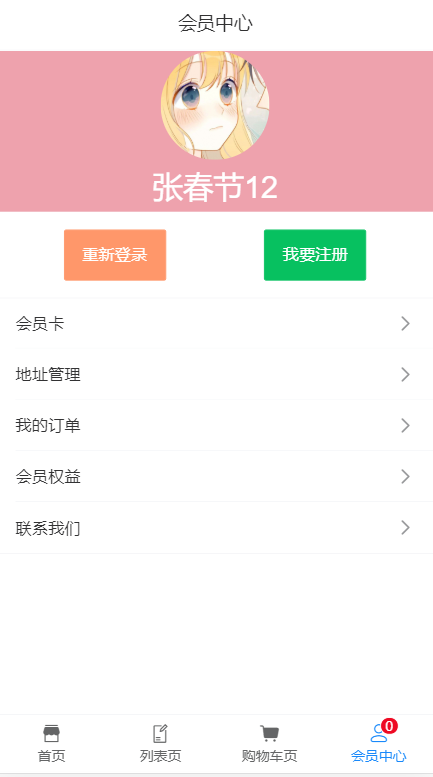 会员中心
张春节12
重新登录 我要注册
会员卡
地址管理
我的订单
会员权益
联系我们
0
首页 列表页 购物车页 会员中心